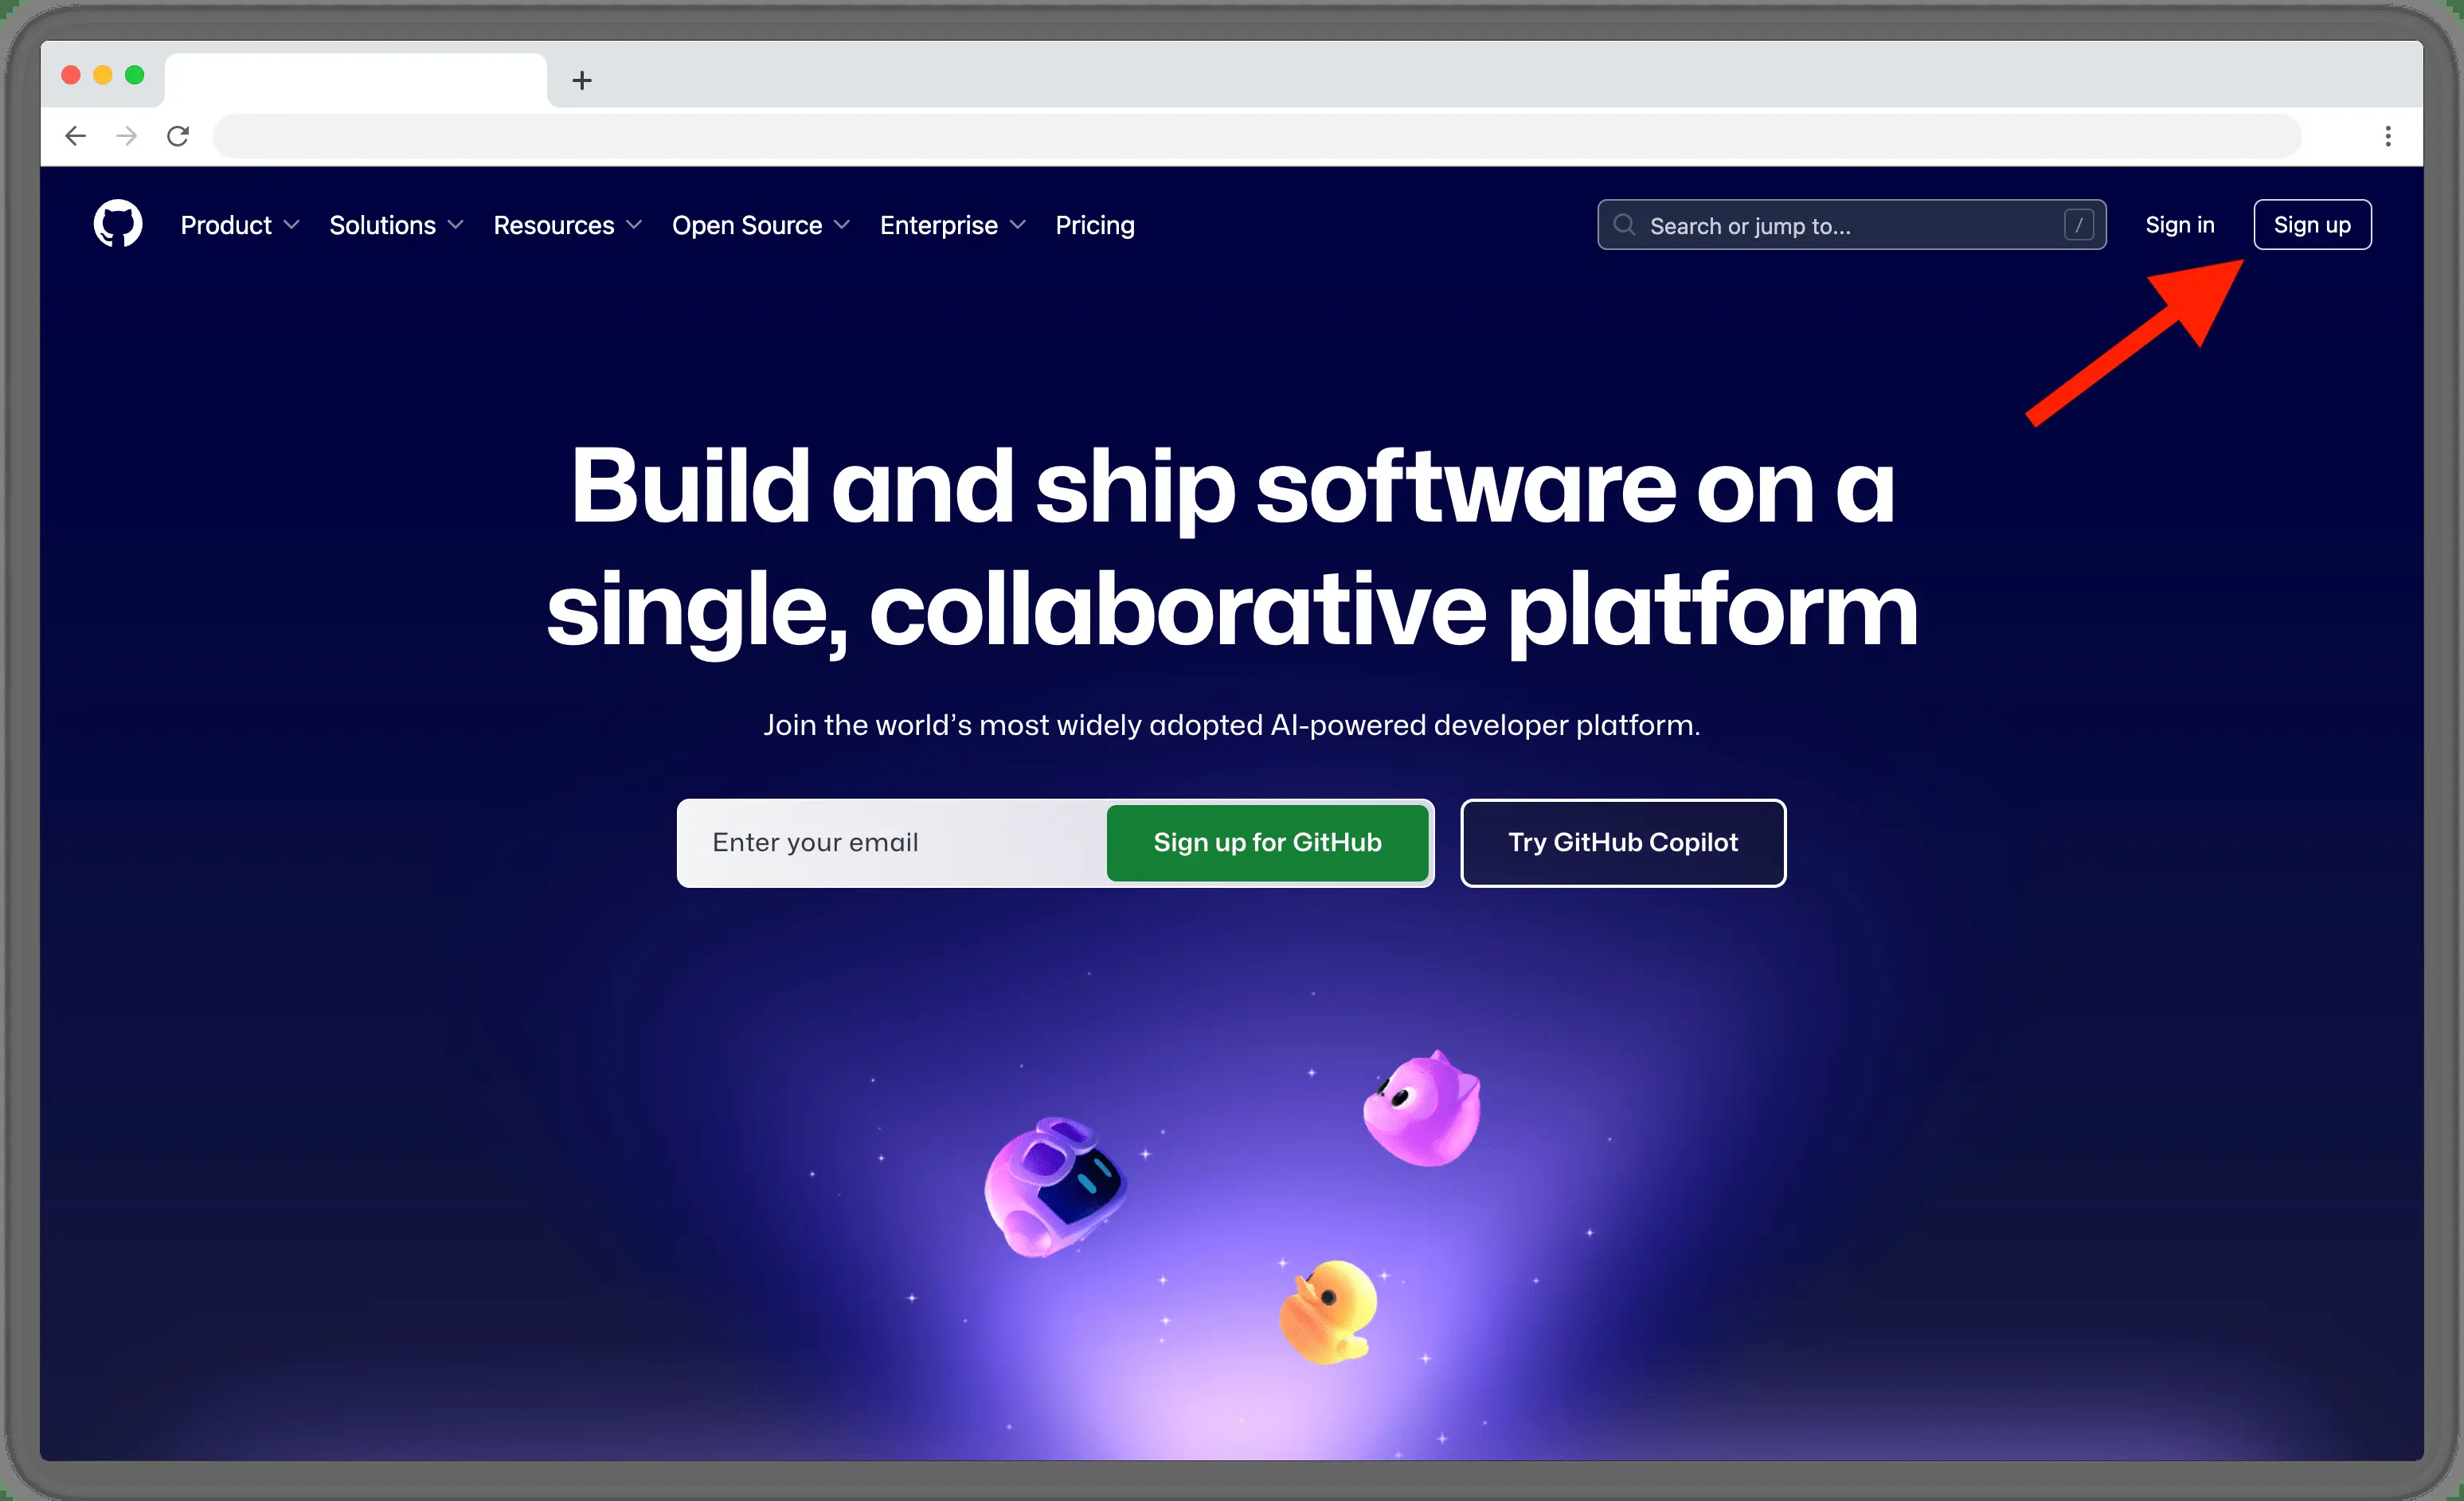 Product Solutions Resources Open Source Enterprise Pricing Search or jump to... / Sign in Sign up
Build and ship software on a
single, collaborative platform
Join the world’s most widely adopted AI-powered developer platform.
Enter your email Sign up for GitHub Try GitHub Copilot